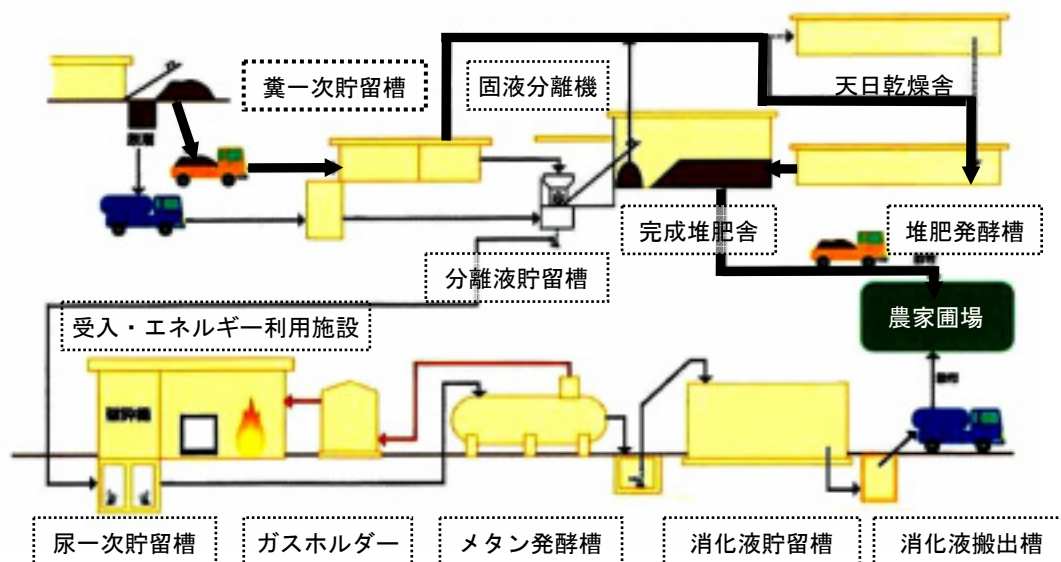 糞一次貯留槽
固液分離機
天日乾燥舎
完成堆肥舎
堆肥発酵槽
分離液貯留槽
農家圃場
受入・エネルギー利用施設
破砕機
尿一次貯留槽
ガスホルダー
メタン発酵槽
消化液貯留槽
消化液搬出槽